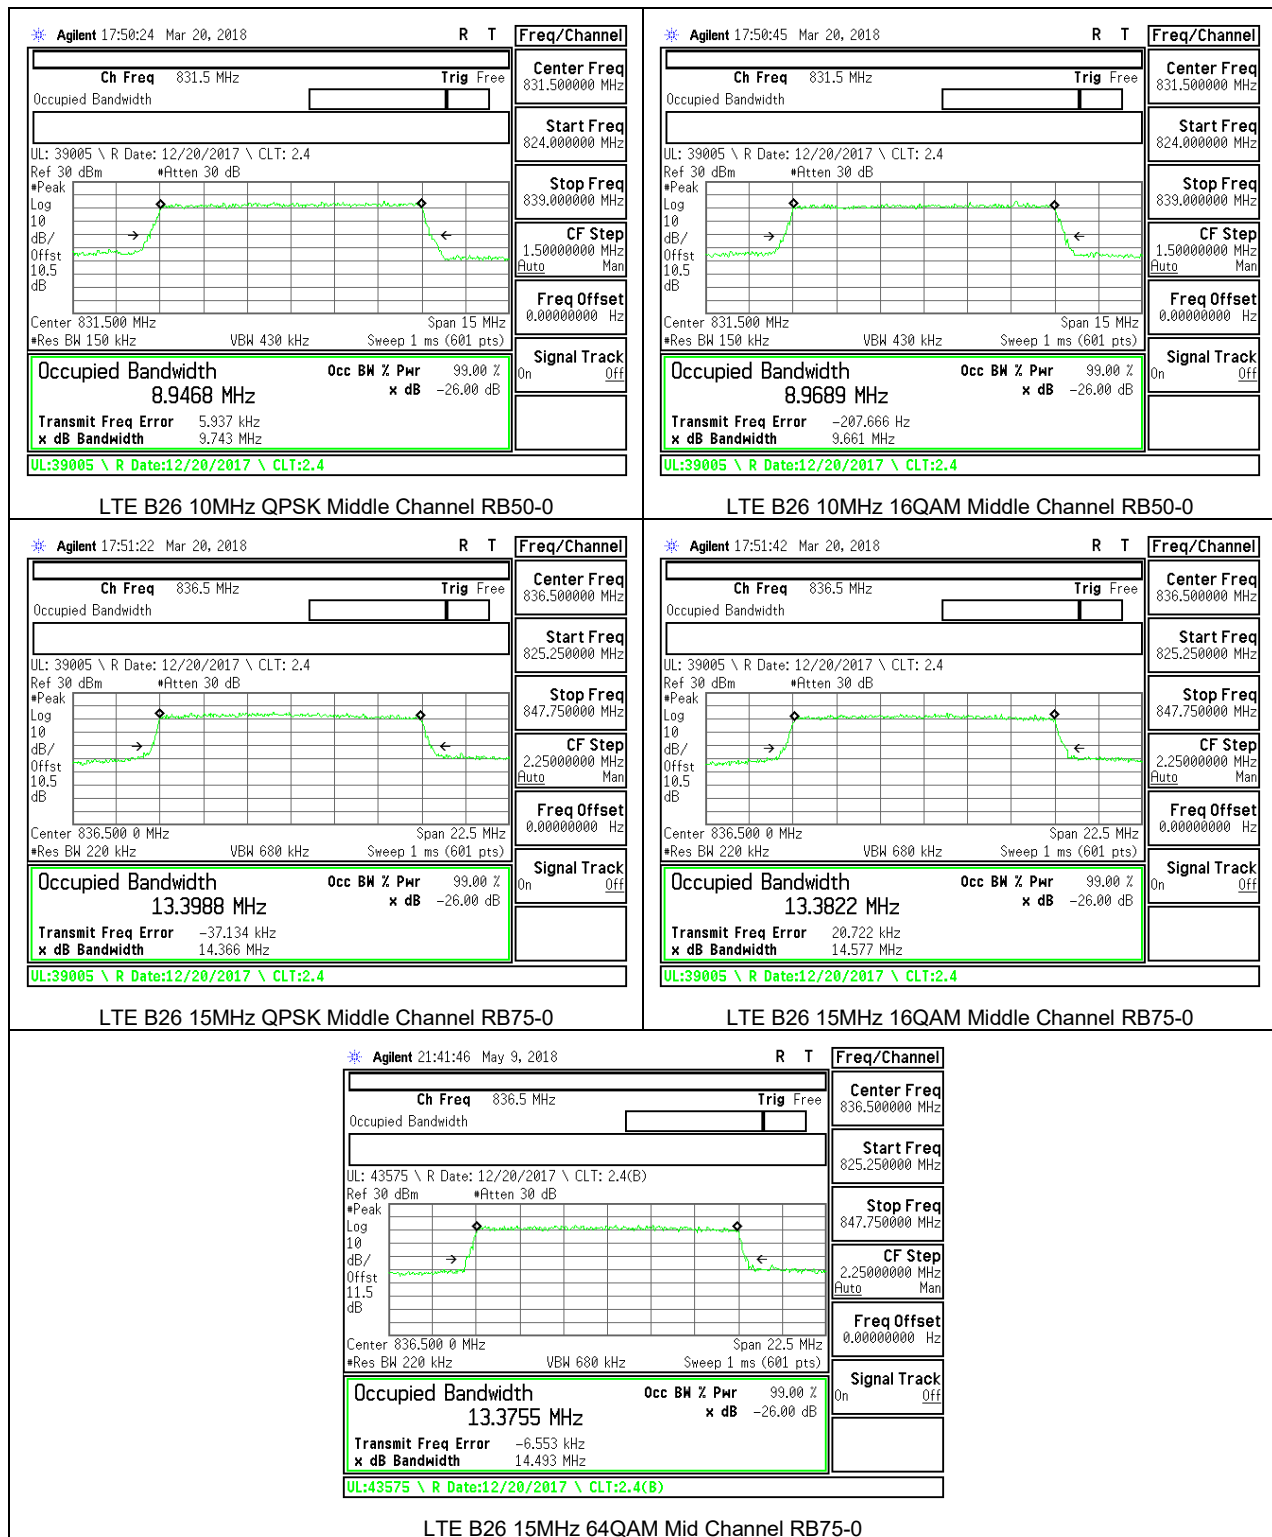 Agilent 17:50:24 Mar 20, 2018 R T Freq/Channel
Ch Freq 831.5 MHz Trig Free
Occupied Bandwidth
Center Freq
831.500000 MHz
Start Freq
824.000000 MHz
UL: 39005 \ R Date: 12/20/2017 \ CLT: 2.4
Ref 30 dBm #Atten 30 dB
#Peak
Log
10
dB/
Offst
10.5
dB
Stop Freq
839.000000 MHz
CF Step
1.50000000 MHz
Auto Man
Freq Offset
0.00000000 Hz
Center 831.500 MHz Span 15 MHz
#Res BW 150 kHz VBW 430 kHz Sweep 1 ms (601 pts)
Signal Track
On Off
Occupied Bandwidth Occ BW % Pwr 99.00 %
8.9468 MHz x dB -26.00 dB
Transmit Freq Error 5.937 kHz
x dB Bandwidth 9.743 MHz
UL:39005 \ R Date:12/20/2017 \ CLT:2.4
LTE B26 10MHz QPSK Middle Channel RB50-0
Agilent 17:50:45 Mar 20, 2018 R T Freq/Channel
Ch Freq 831.5 MHz Trig Free
Occupied Bandwidth
Center Freq
831.500000 MHz
Start Freq
824.000000 MHz
UL: 39005 \ R Date: 12/20/2017 \ CLT: 2.4
Ref 30 dBm #Atten 30 dB
#Peak
Log
10
dB/
Offst
10.5
dB
Stop Freq
839.000000 MHz
CF Step
1.50000000 MHz
Auto Man
Freq Offset
0.00000000 Hz
Center 831.500 MHz Span 15 MHz
#Res BW 150 kHz VBW 430 kHz Sweep 1 ms (601 pts)
Signal Track
On Off
Occupied Bandwidth Occ BW % Pwr 99.00 %
8.9689 MHz x dB -26.00 dB
Transmit Freq Error -207.666 Hz
x dB Bandwidth 9.661 MHz
UL:39005 \ R Date:12/20/2017 \ CLT:2.4
LTE B26 10MHz 16QAM Middle Channel RB50-0
Agilent 17:51:22 Mar 20, 2018 R T Freq/Channel
Ch Freq 836.5 MHz Trig Free
Occupied Bandwidth
Center Freq
836.500000 MHz
Start Freq
825.250000 MHz
UL: 39005 \ R Date: 12/20/2017 \ CLT: 2.4
Ref 30 dBm #Atten 30 dB
#Peak
Log
10
dB/
Offst
10.5
dB
Stop Freq
847.750000 MHz
CF Step
2.25000000 MHz
Auto Man
Freq Offset
0.00000000 Hz
Center 836.500 0 MHz Span 22.5 MHz
#Res BW 220 kHz VBW 680 kHz Sweep 1 ms (601 pts)
Signal Track
On Off
Occupied Bandwidth Occ BW % Pwr 99.00 %
13.3988 MHz x dB -26.00 dB
Transmit Freq Error -37.134 kHz
x dB Bandwidth 14.366 MHz
UL:39005 \ R Date:12/20/2017 \ CLT:2.4
LTE B26 15MHz QPSK Middle Channel RB75-0
Agilent 17:51:42 Mar 20, 2018 R T Freq/Channel
Ch Freq 836.5 MHz Trig Free
Occupied Bandwidth
Center Freq
836.500000 MHz
Start Freq
825.250000 MHz
UL: 39005 \ R Date: 12/20/2017 \ CLT: 2.4
Ref 30 dBm #Atten 30 dB
#Peak
Log
10
dB/
Offst
10.5
dB
Stop Freq
847.750000 MHz
CF Step
2.25000000 MHz
Auto Man
Freq Offset
0.00000000 Hz
Center 836.500 0 MHz Span 22.5 MHz
#Res BW 220 kHz VBW 680 kHz Sweep 1 ms (601 pts)
Signal Track
On Off
Occupied Bandwidth Occ BW % Pwr 99.00 %
13.3822 MHz x dB -26.00 dB
Transmit Freq Error 20.722 kHz
x dB Bandwidth 14.577 MHz
UL:39005 \ R Date:12/20/2017 \ CLT:2.4
LTE B26 15MHz 16QAM Middle Channel RB75-0
Agilent 21:41:46 May 9, 2018 R T Freq/Channel
Ch Freq 836.5 MHz Trig Free
Occupied Bandwidth
Center Freq
836.500000 MHz
Start Freq
825.250000 MHz
UL: 43575 \ R Date: 12/20/2017 \ CLT: 2.4(B)
Ref 30 dBm #Atten 30 dB
#Peak
Log
10
dB/
Offst
11.5
dB
Stop Freq
847.750000 MHz
CF Step
2.25000000 MHz
Auto Man
Freq Offset
0.00000000 Hz
Center 836.500 0 MHz Span 22.5 MHz
#Res BW 220 kHz VBW 680 kHz Sweep 1 ms (601 pts)
Signal Track
On Off
Occupied Bandwidth Occ BW % Pwr 99.00 %
13.3755 MHz x dB -26.00 dB
Transmit Freq Error -6.553 kHz
x dB Bandwidth 14.493 MHz
UL:43575 \ R Date:12/20/2017 \ CLT:2.4(B)
LTE B26 15MHz 64QAM Mid Channel RB75-0